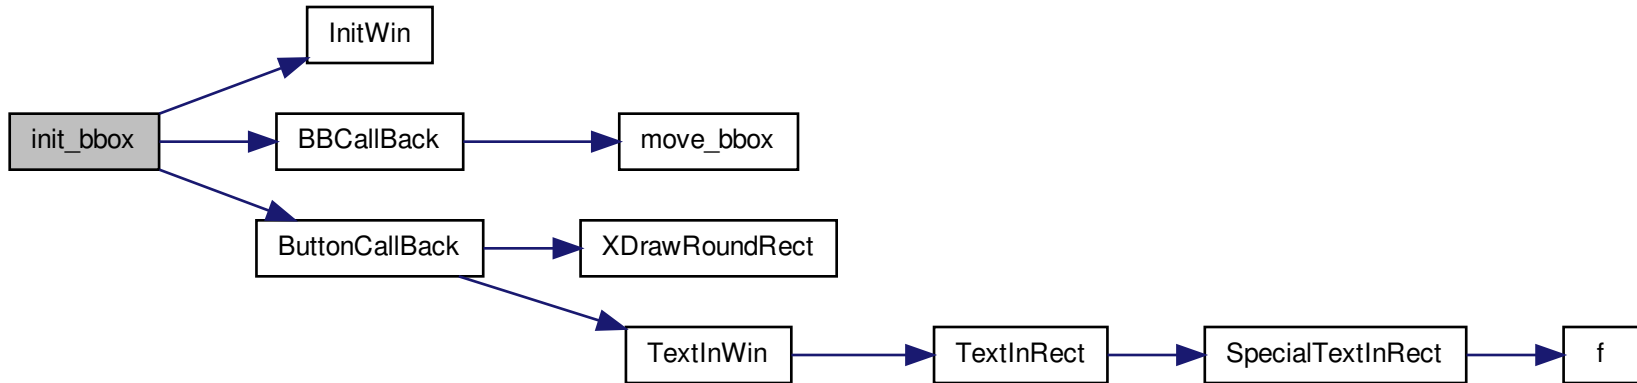 InitWin
init_bbox
BBCallBack
move_bbox
ButtonCallBack
XDrawRoundRect
TextInWin
TextInRect
SpecialTextInRect
f